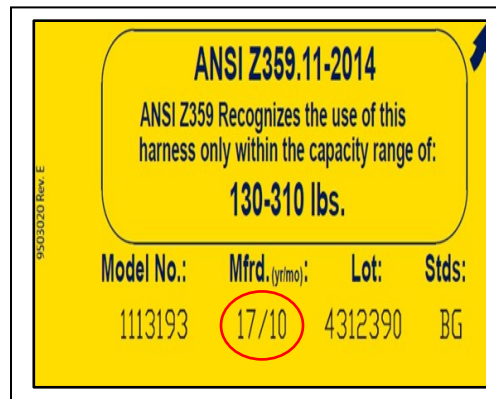 ANSI Z359.11-2014
ANSI Z359 Recognizes the use of this
harness only within the capacity range of:
130-310 lbs.
9503020 Rev. E
Model No.: Mfrd. (yr/mo): Lot: Stds:
1113193 17/10 4312390 BG